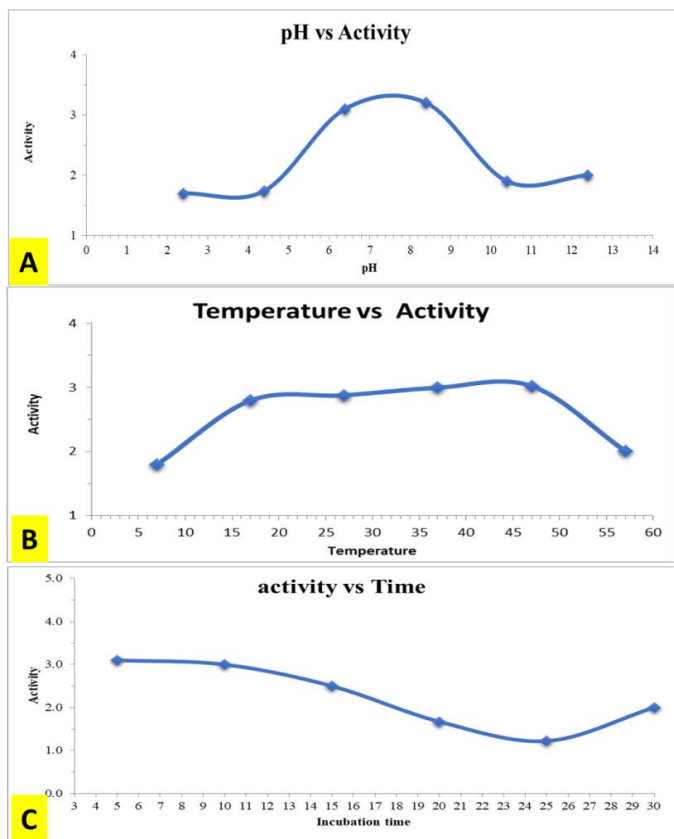 pH vs Activity
4
3
2
1
Activity
0 1 2 3 4 5 6 7 8 9 10 11 12 13 14
pH
A
Temperature vs Activity
4
3
2
1
Activity
0 5 10 15 20 25 30 35 40 45 50 55 60
Temperature
B
activity vs Time
5.0
4.0
3.0
2.0
1.0
0.0
Activity
3 4 5 6 7 8 9 10 11 12 13 14 15 16 17 18 19 20 21 22 23 24 25 26 27 28 29 30
Incubation time
C